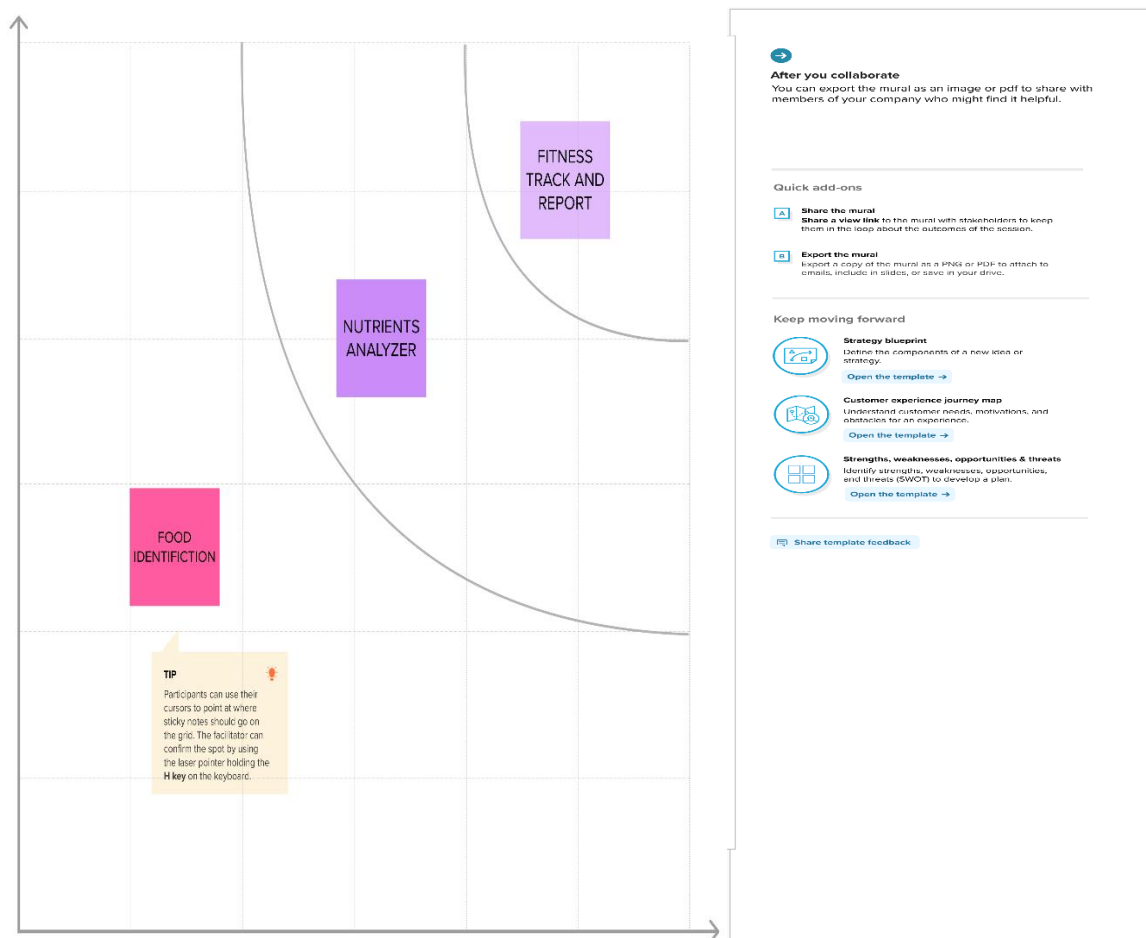 FITNESS
TRACK AND
REPORT
NUTRIENTS
ANALYZER
FOOD
IDENTIFICTION
TIP
Participants can use their
cursors to point at where
sticky notes should go on
the grid. The facilitator can
confirm the spot by using
the laser pointer holding the
H key on the keyboard.
After you collaborate
You can export the mural as an image or pdf to share with
members of your company who might find it helpful.
Quick add-ons
A
Share the mural
Share a view link to the mural with stakeholders to keep
them in the loop about the outcomes of the session.
B
Export the mural
Export a copy of the mural as a PNG or PDF to attach to
emails, include in slides, or save in your drive.
Keep moving forward
Strategy blueprint
Define the components of a new idea or
strategy.
Open the template →
Customer experience journey map
Understand customer needs, motivations, and
obstacles for an experience.
Open the template →
Strengths, weaknesses, opportunities & threats
Identify strengths, weaknesses, opportunities,
and threats (SWOT) to develop a plan.
Open the template →
Share template feedback